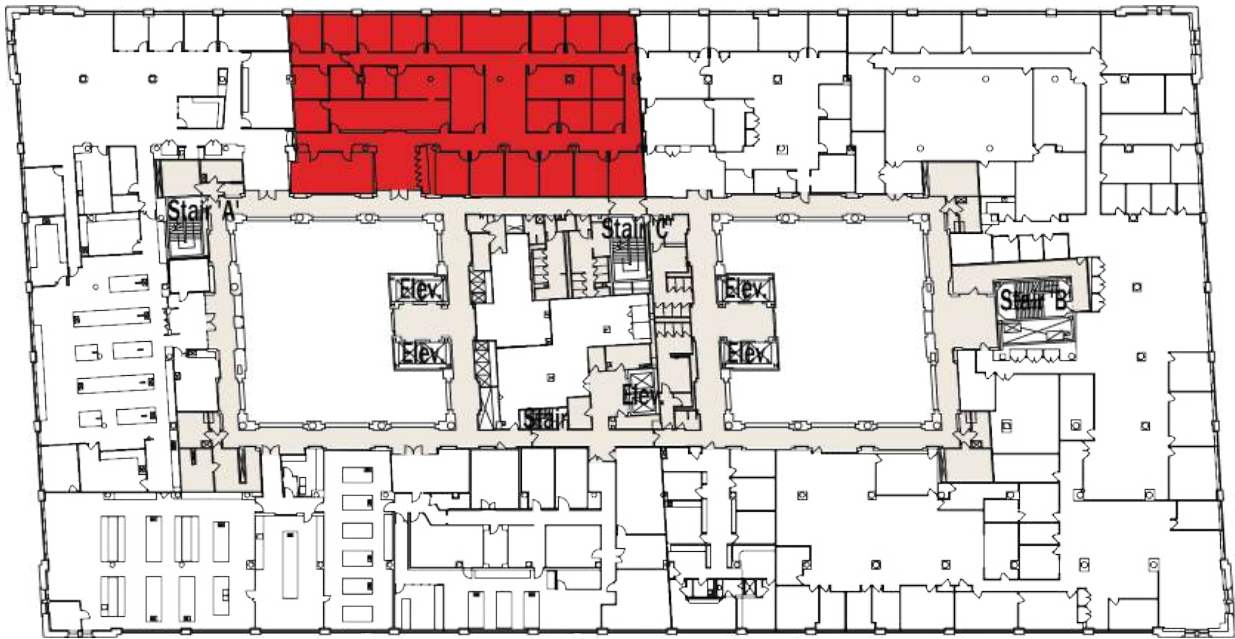 Stair 'A'
Stair 'C'
Elev.
Elev.
Stair 'B'
Elev.
Elev.
Elev.
Stair